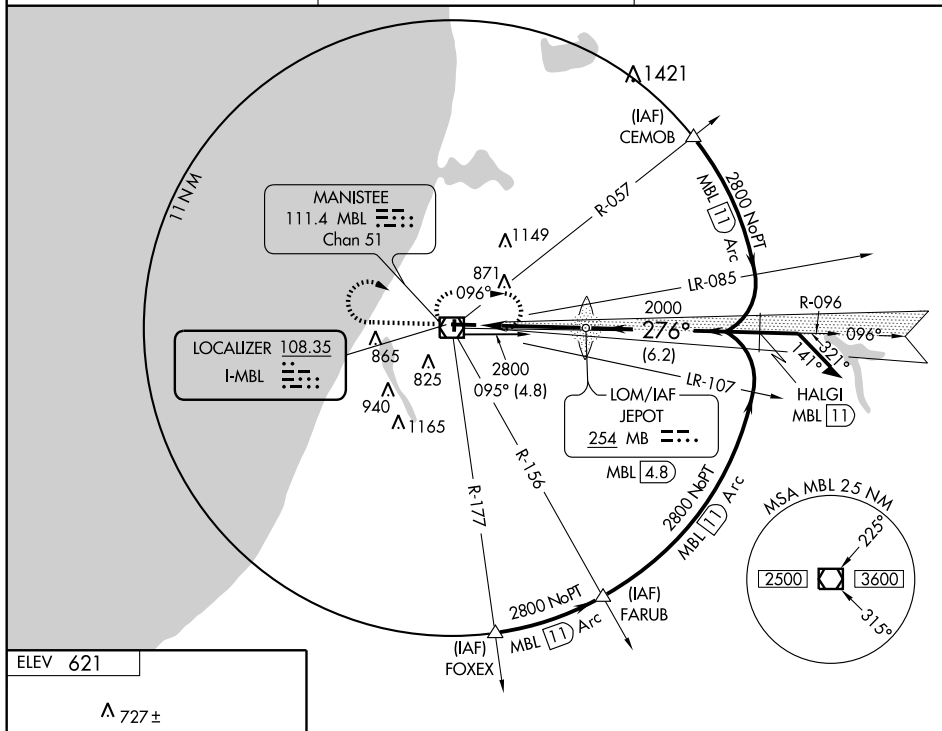 1421
(IAF)
CEMOB
11 NM
2800 NoPT
MBL 11 Arc
R-057
MANISTEE
111.4 MBL
Chan 51
1149
871
096°
LR-085
2000
R-096
276°
096°
(6.2)
321°
141°
LOCALIZER 108.35
I-MBL
865
825
2800
095° (4.8)
LR-107
HALGI
MBL 11
LOM/IAF
JEPOT
254 MB
MBL 4.8
940
1165
R-156
R-177
2800 NoPT
MBL 11 Arc
MSA MBL 25 NM
225°
2500
3600
315°
2800 NoPT
MBL 11 Arc
(IAF)
FARUB
(IAF)
FOXEX
ELEV 621
727±